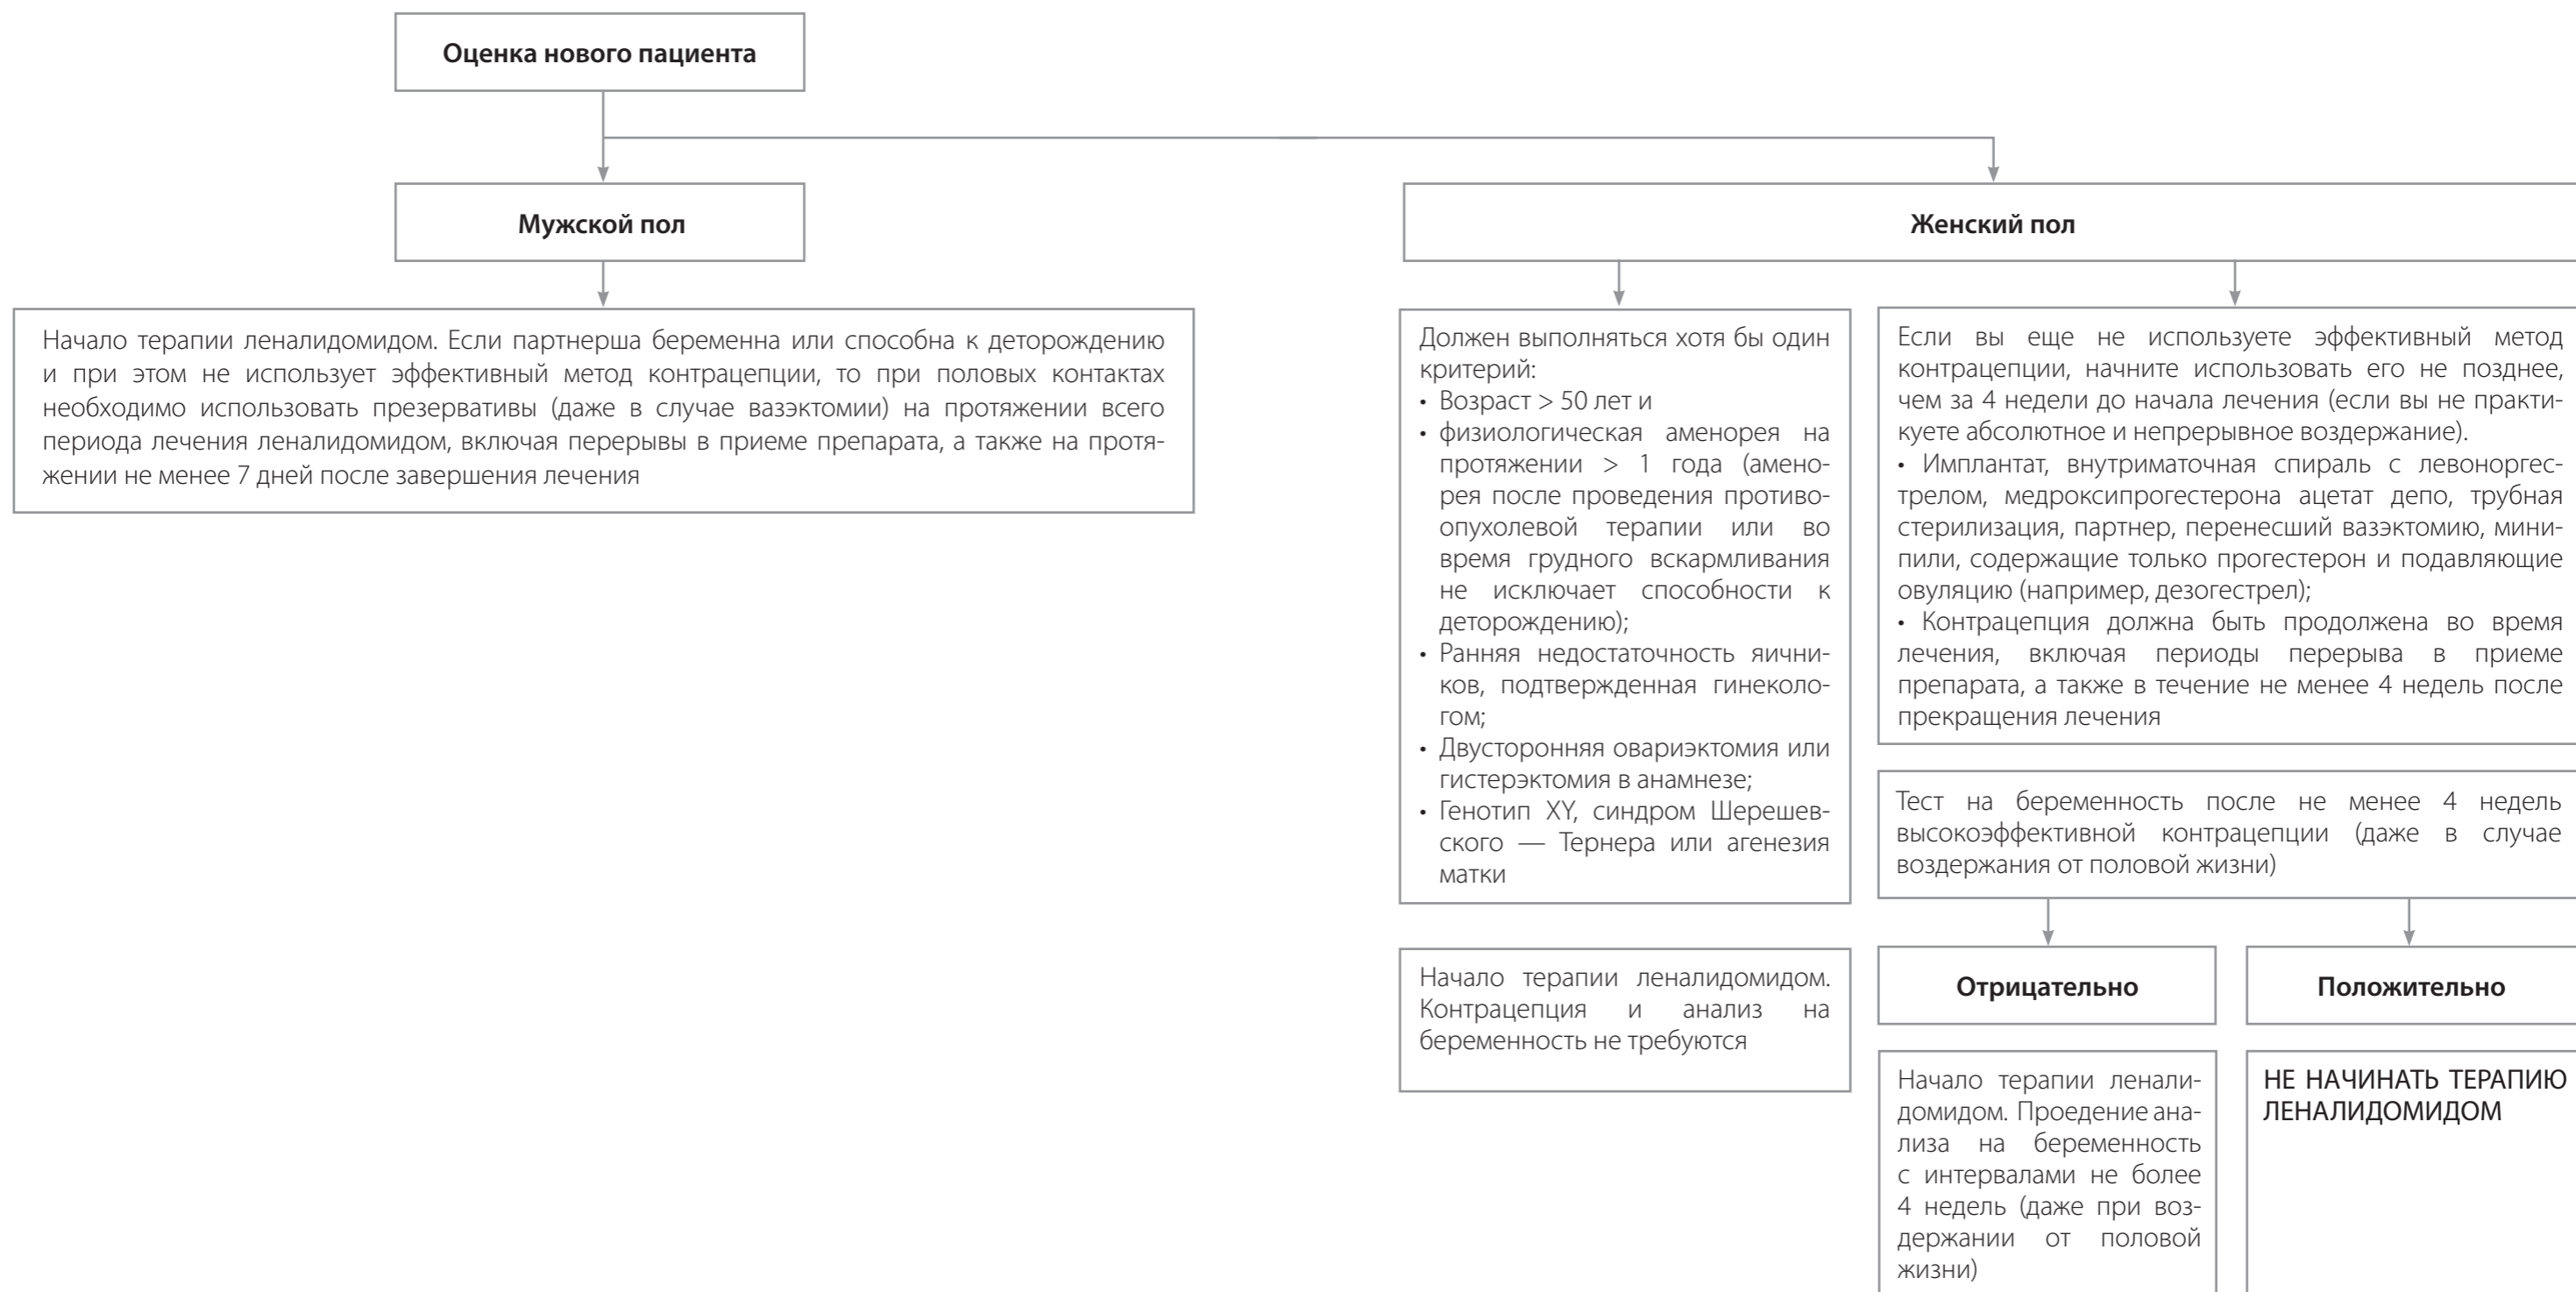 Оценка нового пациента
Мужской пол
Женский пол
Начало терапии леналидомидом. Если партнерша беременна или способна к деторождению
и при этом не использует эффективный метод контрацепции, то при половых контактах
необходимо использовать презервативы (даже в случае вазэктомии) на протяжении всего
периода лечения леналидомидом, включая перерывы в приеме препарата, а также на протя-
жении не менее 7 дней после завершения лечения
Должен выполняться хотя бы один
критерий:
• Возраст > 50 лет и
• физиологическая аменорея на
протяжении > 1 года (амено-
рея после проведения противо-
опухолевой терапии или во
время грудного вскармливания
не исключает способности к
деторождению);
• Ранняя недостаточность яични-
ков, подтвержденная гинеколо-
гом;
• Двусторонняя овариэктомия или
гистерэктомия в анамнезе;
• Генотип XY, синдром Шерешев-
ского — Тернера или агенезия
матки
Начало терапии леналидомидом.
Контрацепция и анализ на
беременность не требуются
Если вы еще не используете эффективный метод
контрацепции, начните использовать его не позднее,
чем за 4 недели до начала лечения (если вы не практи-
куете абсолютное и непрерывное воздержание).
• Имплантат, внутриматочная спираль с левоноргес-
трелом, медроксипрогестерона ацетат депо, трубная
стерилизация, партнер, перенесший вазэктомию, мини-
пили, содержащие только прогестерон и подавляющие
овуляцию (например, дезогестрел);
• Контрацепция должна быть продолжена во время
лечения, включая периоды перерыва в приеме
препарата, а также в течение не менее 4 недель после
прекращения лечения
Тест на беременность после не менее 4 недель
высокоэффективной контрацепции (даже в случае
воздержания от половой жизни)
Отрицательно
Начало терапии ленали-
домидом. Проедение ана-
лиза на беременность
с интервалами не более
4 недель (даже при воз-
держании от половой
жизни)
Положительно
НЕ НАЧИНАТЬ ТЕРАПИЮ
ЛЕНАЛИДОМИДОМ